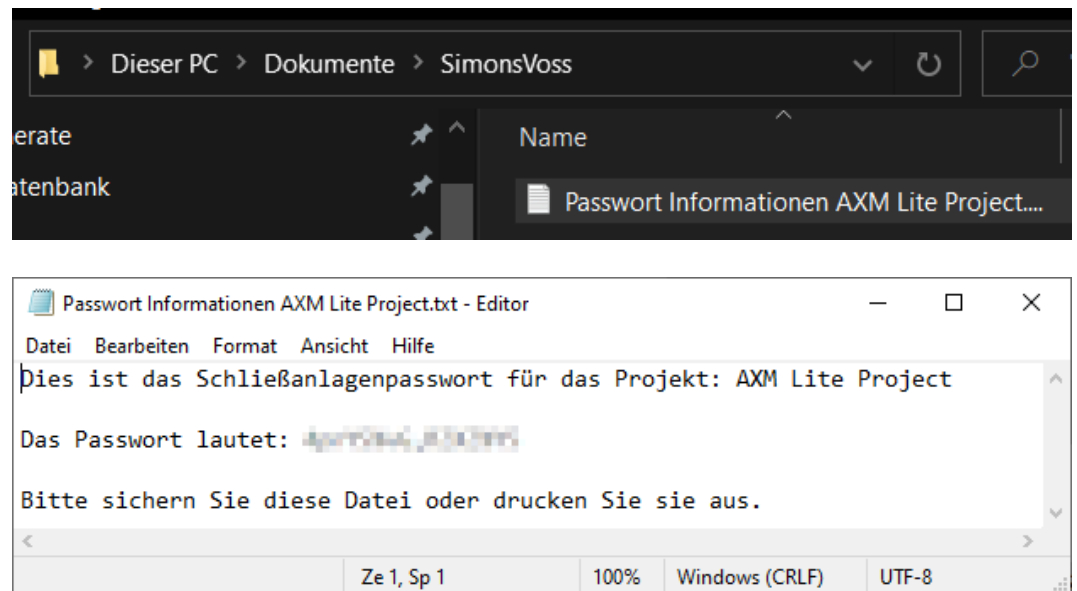 Dieser PC > Dokumente > SimonsVoss
erate
Name
atenbank
Passwort Informationen AXM Lite Project....
Passwort Informationen AXM Lite Project.txt - Editor
Datei Bearbeiten Format Ansicht Hilfe
Dies ist das Schließanlagenpasswort für das Projekt: AXM Lite Project
Das Passwort lautet:
Bitte sichern Sie diese Datei oder drucken Sie sie aus.
Ze 1, Sp 1 100% Windows (CRLF) UTF-8